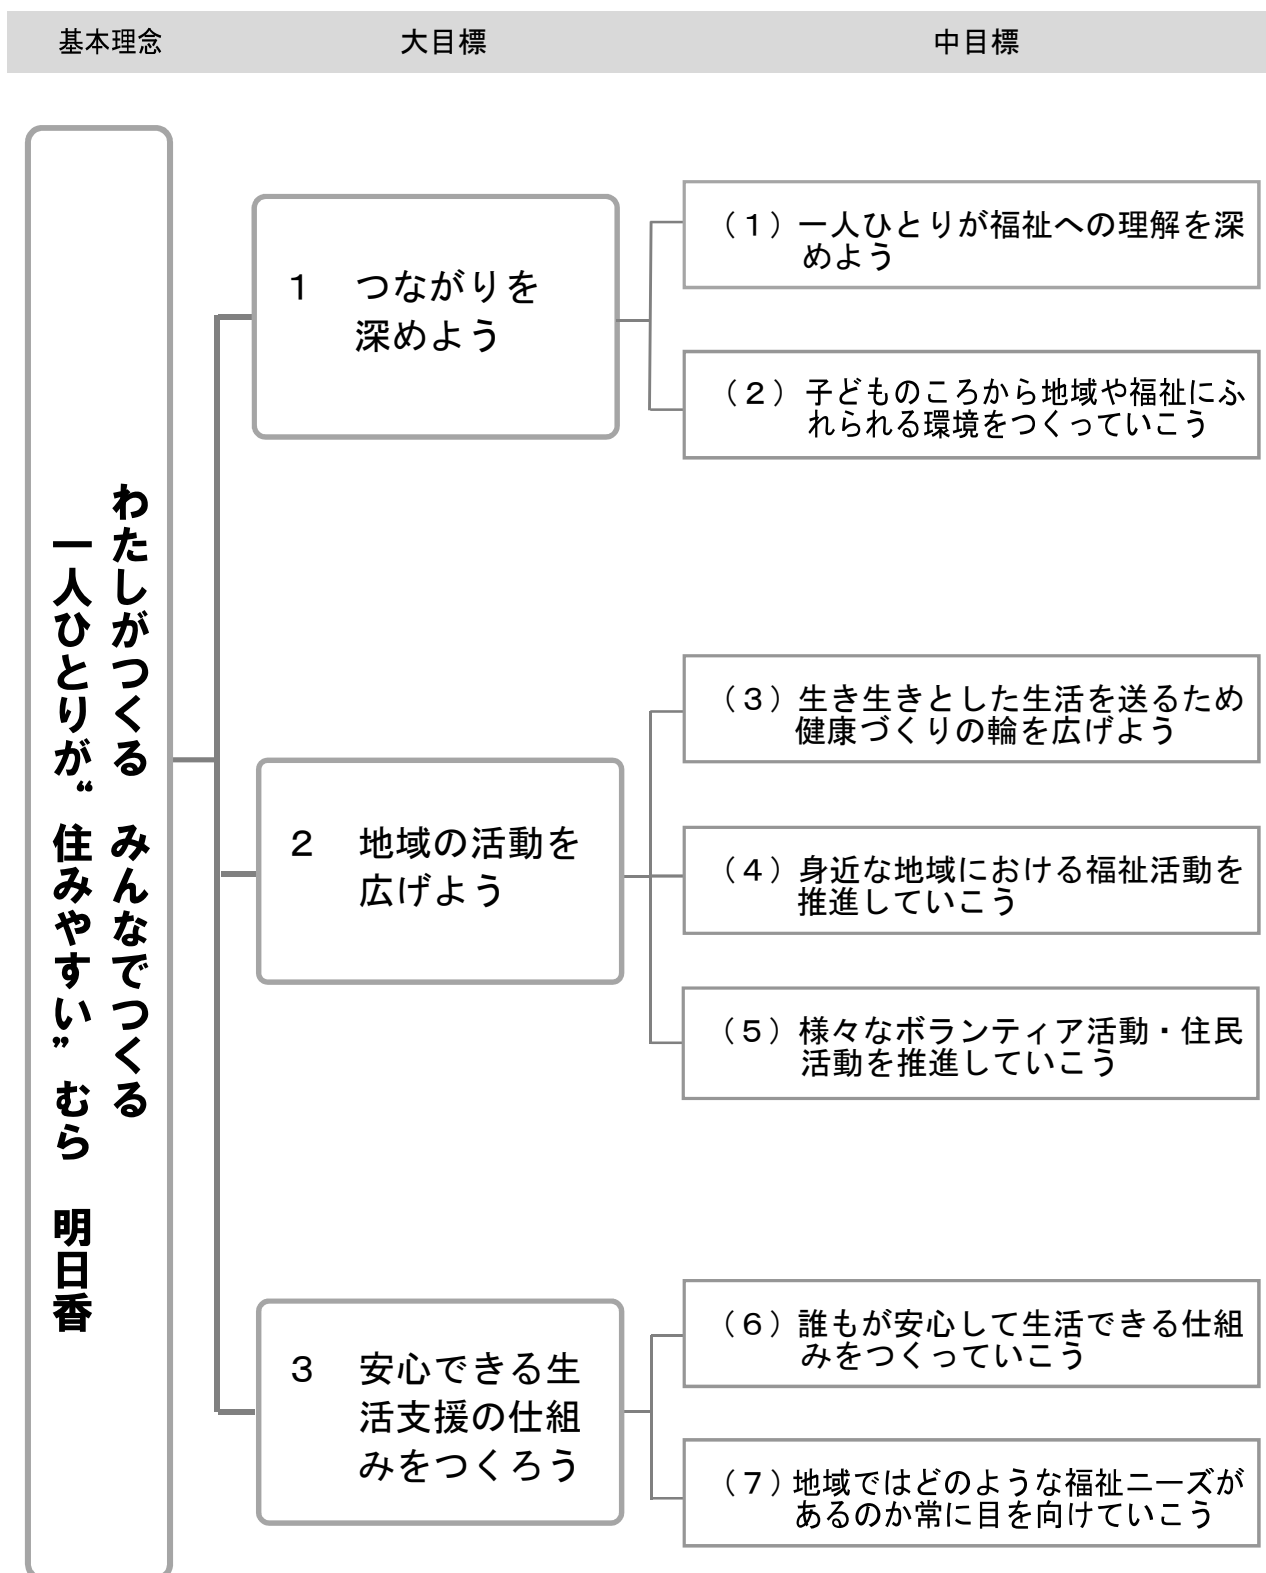 基本理念
大目標
中目標
わたしがつくる　みんなでつくる
一人ひとりが“住みやすい”むら　明日香
１　つながりを
深めよう
（１）一人ひとりが福祉への理解を深
めよう
（２）子どものころから地域や福祉にふ
れられる環境をつくっていこう
２　地域の活動を
広げよう
（３）生き生きとした生活を送るため
健康づくりの輪を広げよう
（４）身近な地域における福祉活動を
推進していこう
（５）様々なボランティア活動・住民
活動を推進していこう
３　安心できる生
活支援の仕組
みをつくろう
（６）誰もが安心して生活できる仕組
みをつくっていこう
（７）地域ではどのような福祉ニーズが
あるのか常に目を向けていこう